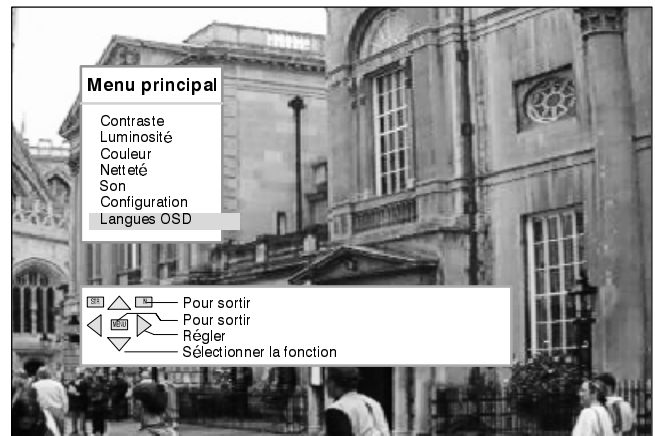 Menu principal
Contraste
Luminosité
Couleur
Netteté
Son
Configuration
Langues OSD
Pour sortir
MENU Pour sortir
Régler
Sélectionner la fonction